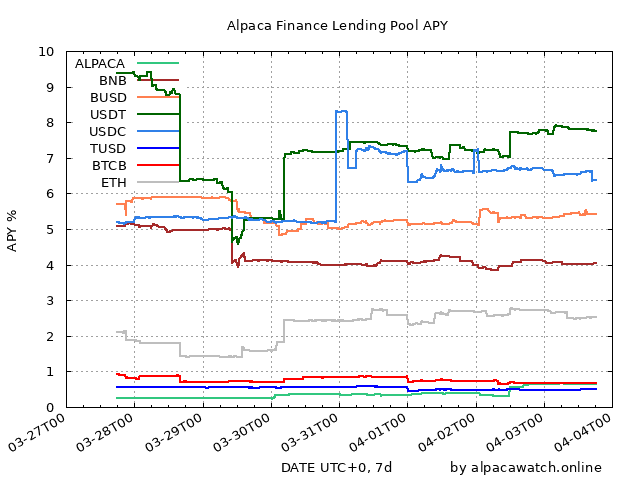 Alpaca Finance Lending Pool APY
10
9
8
7
6
5
4
3
2
1
0
APY %
ALPACA
BNB
BUSD
USDT
USDC
TUSD
BTCB
ETH
03-27T00
03-28T00
03-29T00
03-30T00
03-31T00
04-01T00
04-02T00
04-03T00
04-04T00
DATE UTC+0, 7d
by alpacawatch.online